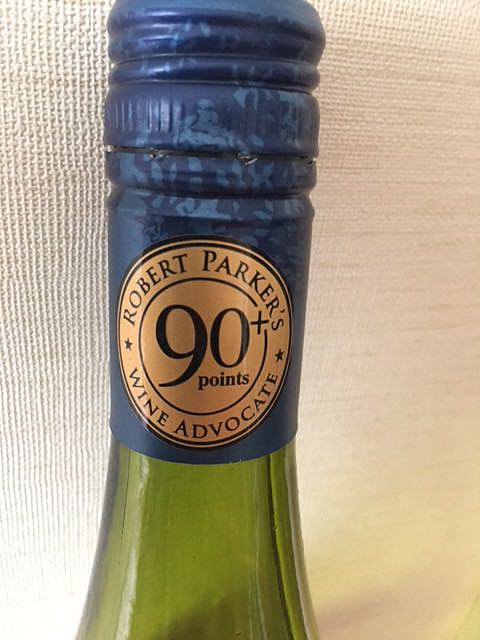 ROBERT PARKER'S
90+
points
WINE ADVOCATE